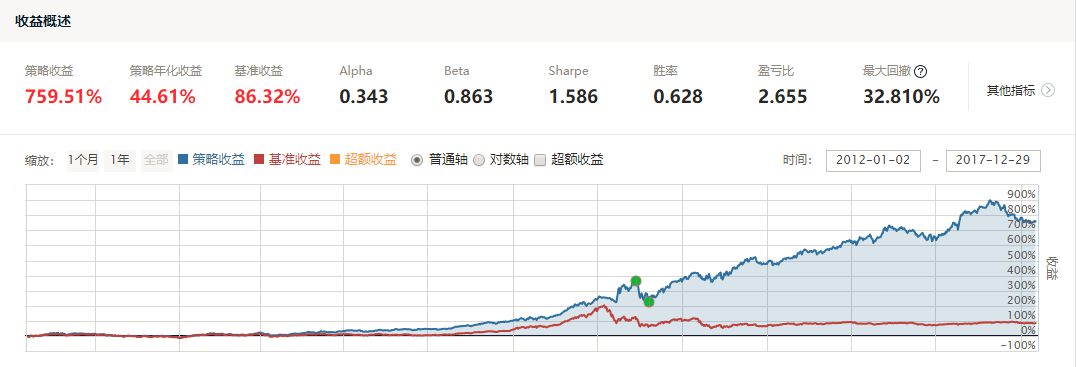 收益概述
策略收益 策略年化收益 基准收益 Alpha Beta Sharpe 胜率 盈亏比 最大回撤 ?
759.51% 44.61% 86.32% 0.343 0.863 1.586 0.628 2.655 32.810% 其他指标
缩放: 1个月 1年 全部 策略收益 基准收益 超额收益 普通轴 对数轴 超额收益 时间: 2012-01-02 - 2017-12-29
900%
800%
700%
600%
500%
400%
300%
200%
100%
0%
-100%
收益